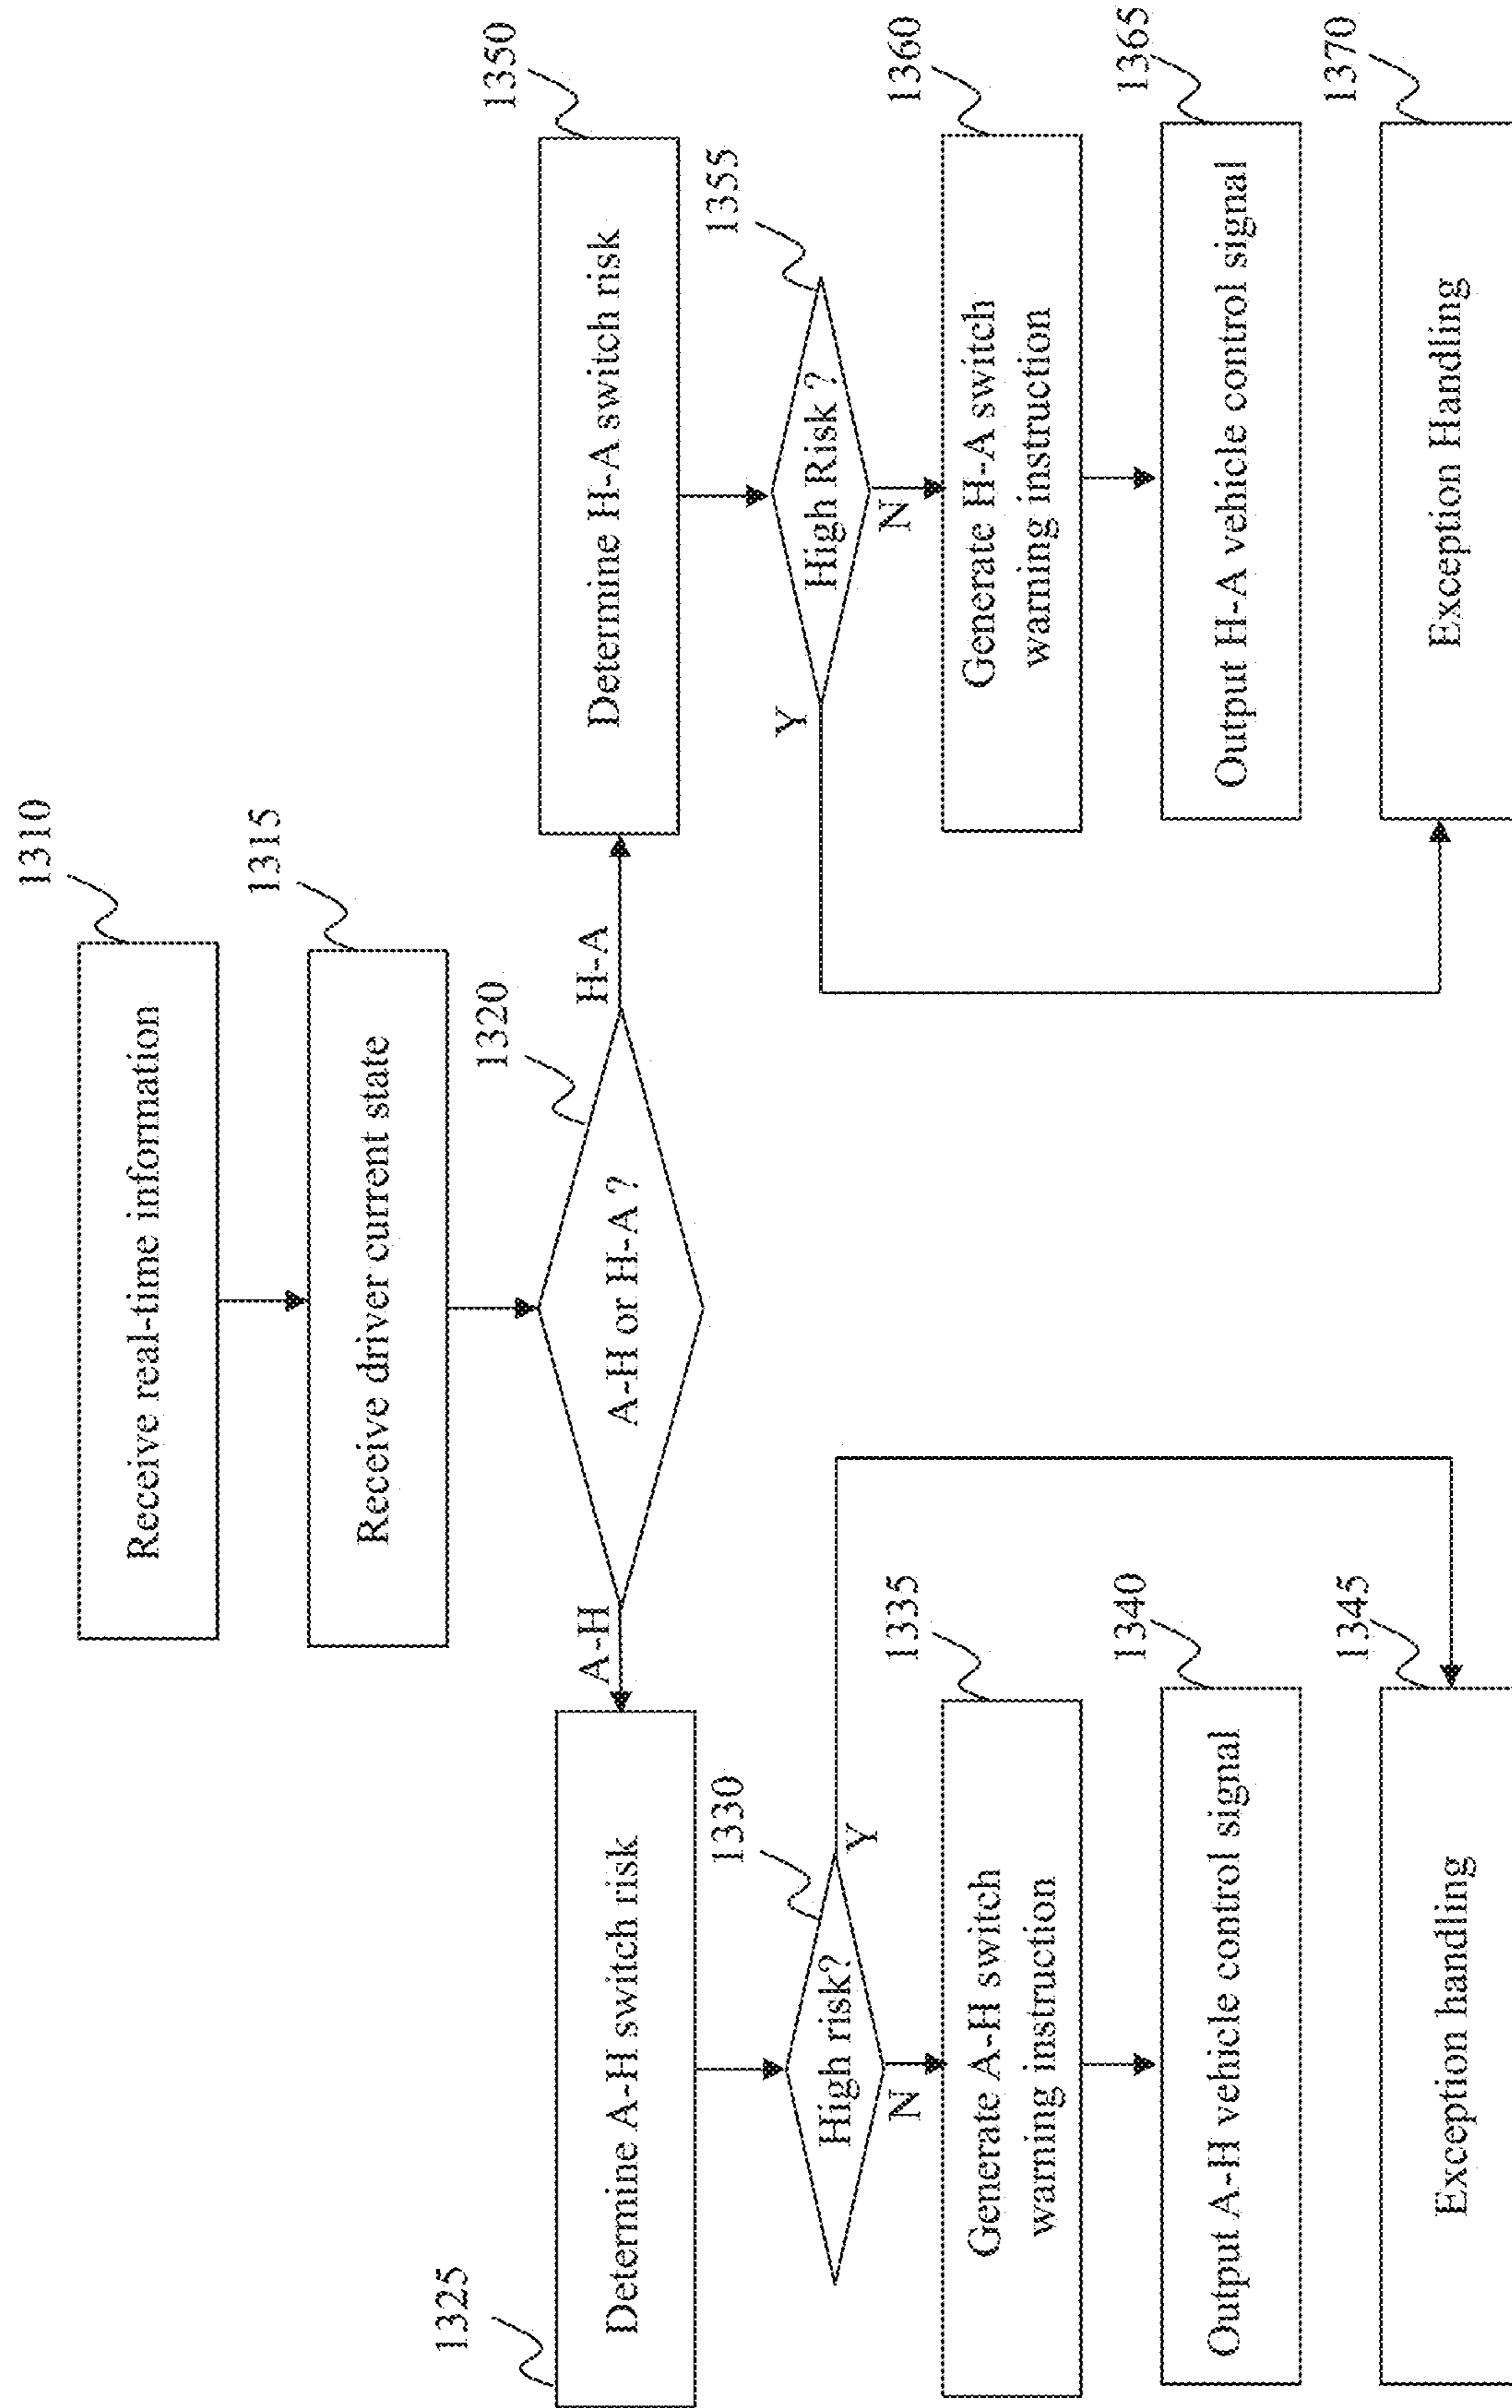 1310
Receive real-time information
1315
Receive driver current state
1320
A-H or H-A ?
A-H
H-A
1325
Determine A-H switch risk
1330
High risk?
Y
N
1335
Generate A-H switch
warning instruction
1340
Output A-H vehicle control signal
1345
Exception handling
1350
Determine H-A switch risk
1355
High Risk ?
Y
N
1360
Generate H-A switch
warning instruction
1365
Output H-A vehicle control signal
1370
Exception Handling